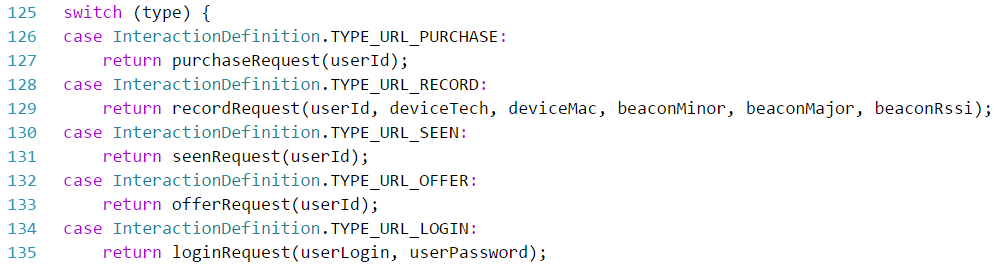 125 switch (type) {
126 case InteractionDefinition.TYPE_URL_PURCHASE:
127 return purchaseRequest(userId);
128 case InteractionDefinition.TYPE_URL_RECORD:
129 return recordRequest(userId, deviceTech, deviceMac, beaconMinor, beaconMajor, beaconRssi);
130 case InteractionDefinition.TYPE_URL_SEEN:
131 return seenRequest(userId);
132 case InteractionDefinition.TYPE_URL_OFFER:
133 return offerRequest(userId);
134 case InteractionDefinition.TYPE_URL_LOGIN:
135 return loginRequest(userLogin, userPassword);